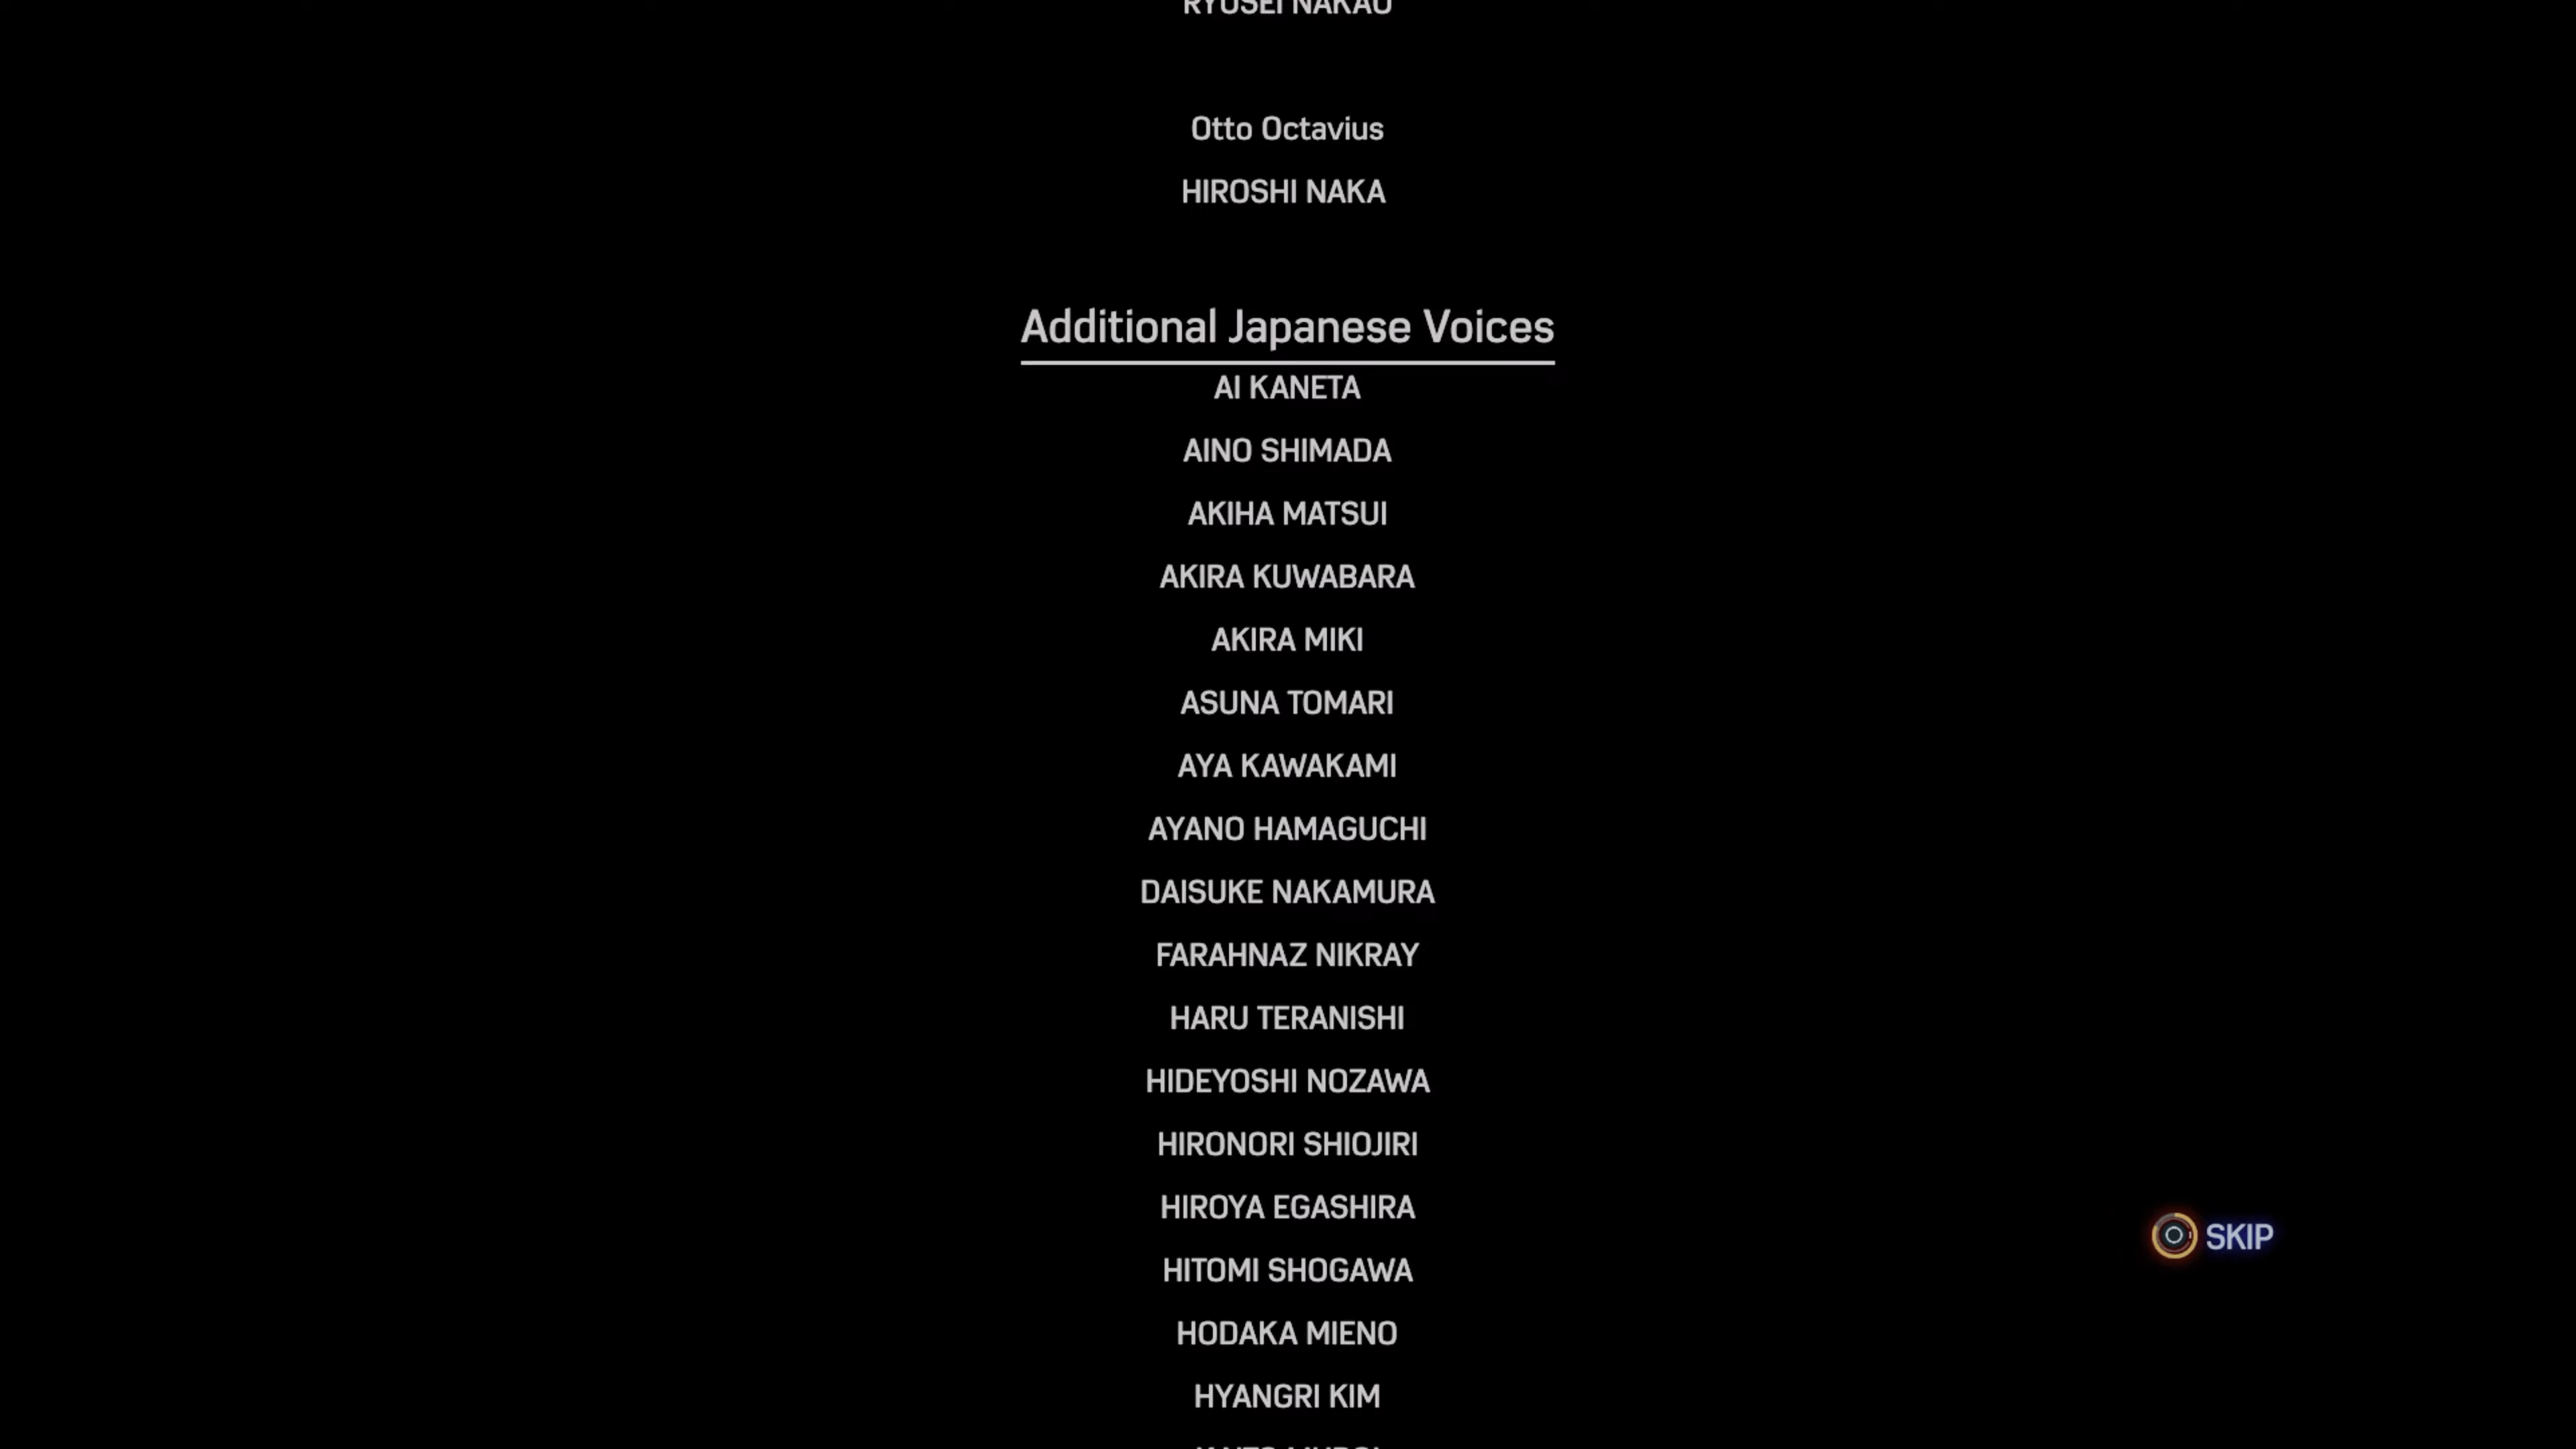 RYUSEI NAKAO
Otto Octavius
HIROSHI NAKA
Additional Japanese Voices
AI KANETA
AINO SHIMADA
AKIHA MATSUI
AKIRA KUWABARA
AKIRA MIKI
ASUNA TOMARI
AYA KAWAKAMI
AYANO HAMAGUCHI
DAISUKE NAKAMURA
FARAHNAZ NIKRAY
HARU TERANISHI
HIDEYOSHI NOZAWA
HIRONORI SHIOJIRI
HIROYA EGASHIRA
SKIP
HITOMI SHOGAWA
HODAKA MIENO
HYANGRI KIM